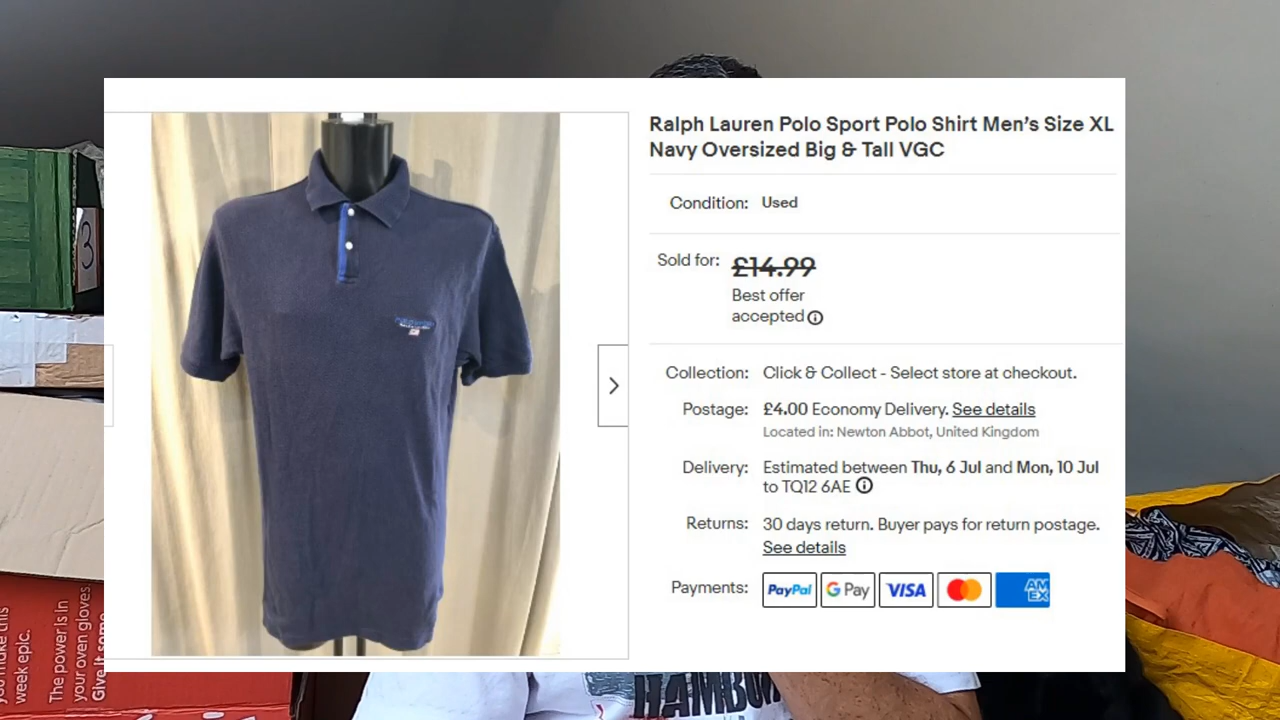 Ralph Lauren Polo Sport Polo Shirt Men's Size XL
Navy Oversized Big & Tall VGC
Condition: Used
Sold for: £14.99
Best offer
accepted
Collection: Click & Collect - Select store at checkout.
Postage: £4.00 Economy Delivery. See details
Located in: Newton Abbot, United Kingdom
Delivery: Estimated between Thu, 6 Jul and Mon, 10 Jul
to TQ12 6AE
Returns: 30 days return. Buyer pays for return postage.
See details
Payments: PayPal G Pay VISA AM
EX
3
week epic.
The power is in
your oven gloves
Give it some